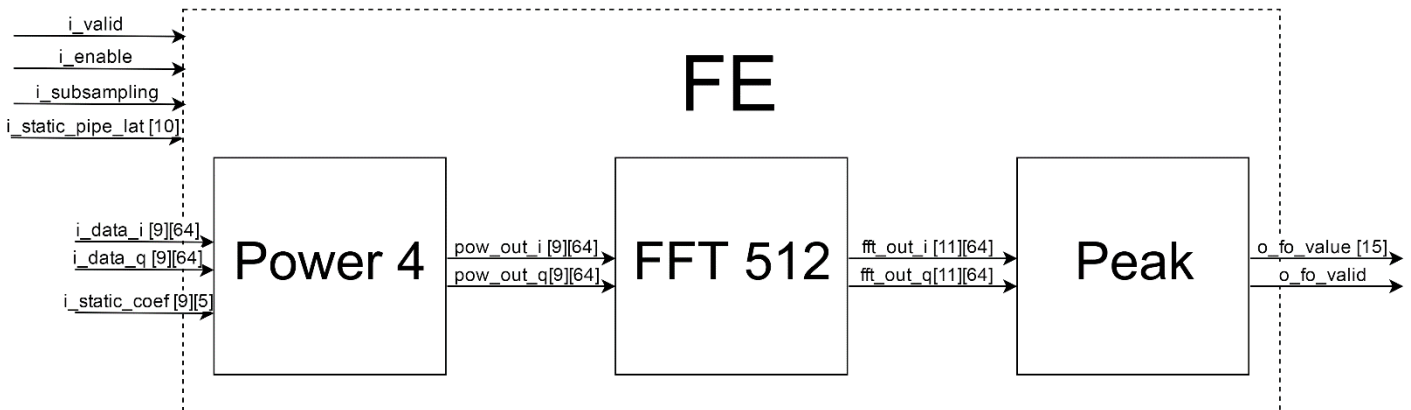 i_valid
i_enable
i_subsampling
i_static_pipe_lat [10]
FE
i_data_i [9][64]
i_data_q [9][64]
i_static_coef [9][5]
Power 4
pow_out_i [9][64]
pow_out_q[9][64]
FFT 512
fft_out_i [11][64]
fft_out_q[11][64]
Peak
o_fo_value [15]
o_fo_valid